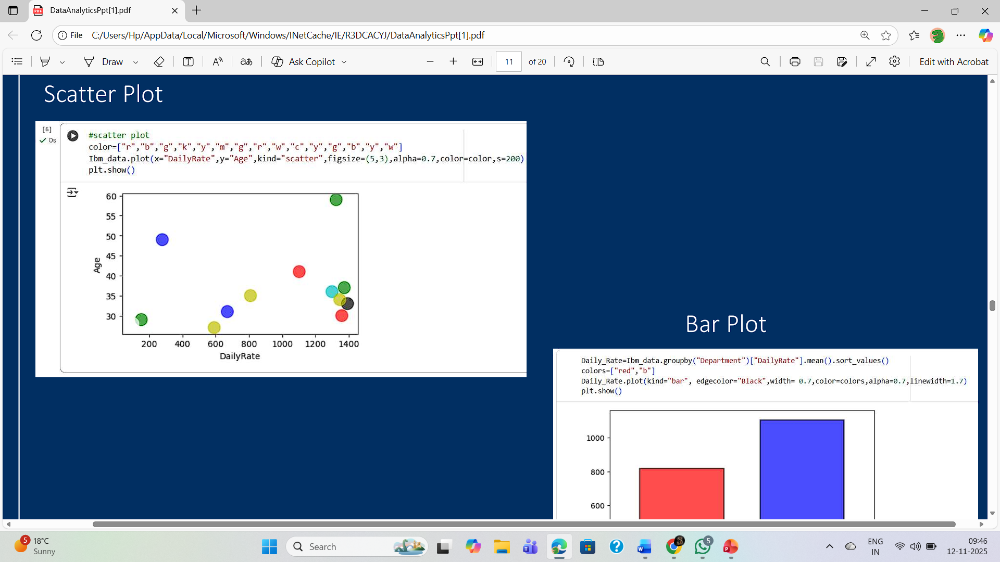 DataAnalyticsPpt[1].pdf
File C:/Users/Hp/AppData/Local/Microsoft/Windows/INetCache/IE/R3DCACYJ/DataAnalyticsPpt[1].pdf
Draw
T
A
aあ
Ask Copilot
11 of 20
Edit with Acrobat
Scatter Plot
[6]
0s
#scatter plot
color=["r","b","g","k","y","m","g","r","w","c","y","g","b","y","w"]
Ibm_data.plot(x="DailyRate",y="Age",kind="scatter",figsize=(5,3),alpha=0.7,color=color,s=200)
plt.show()
60
55
50
45
40
35
30
Age
200 400 600 800 1000 1200 1400
DailyRate
Bar Plot
Daily_Rate=Ibm_data.groupby("Department")["DailyRate"].mean().sort_values()
colors=["red","b"]
Daily_Rate.plot(kind="bar", edgecolor="Black",width= 0.7,color=colors,alpha=0.7,linewidth=1.7)
plt.show()
1000
800
600
5
18°C
Sunny
Search
5
ENG
IN
09:46
12-11-2025